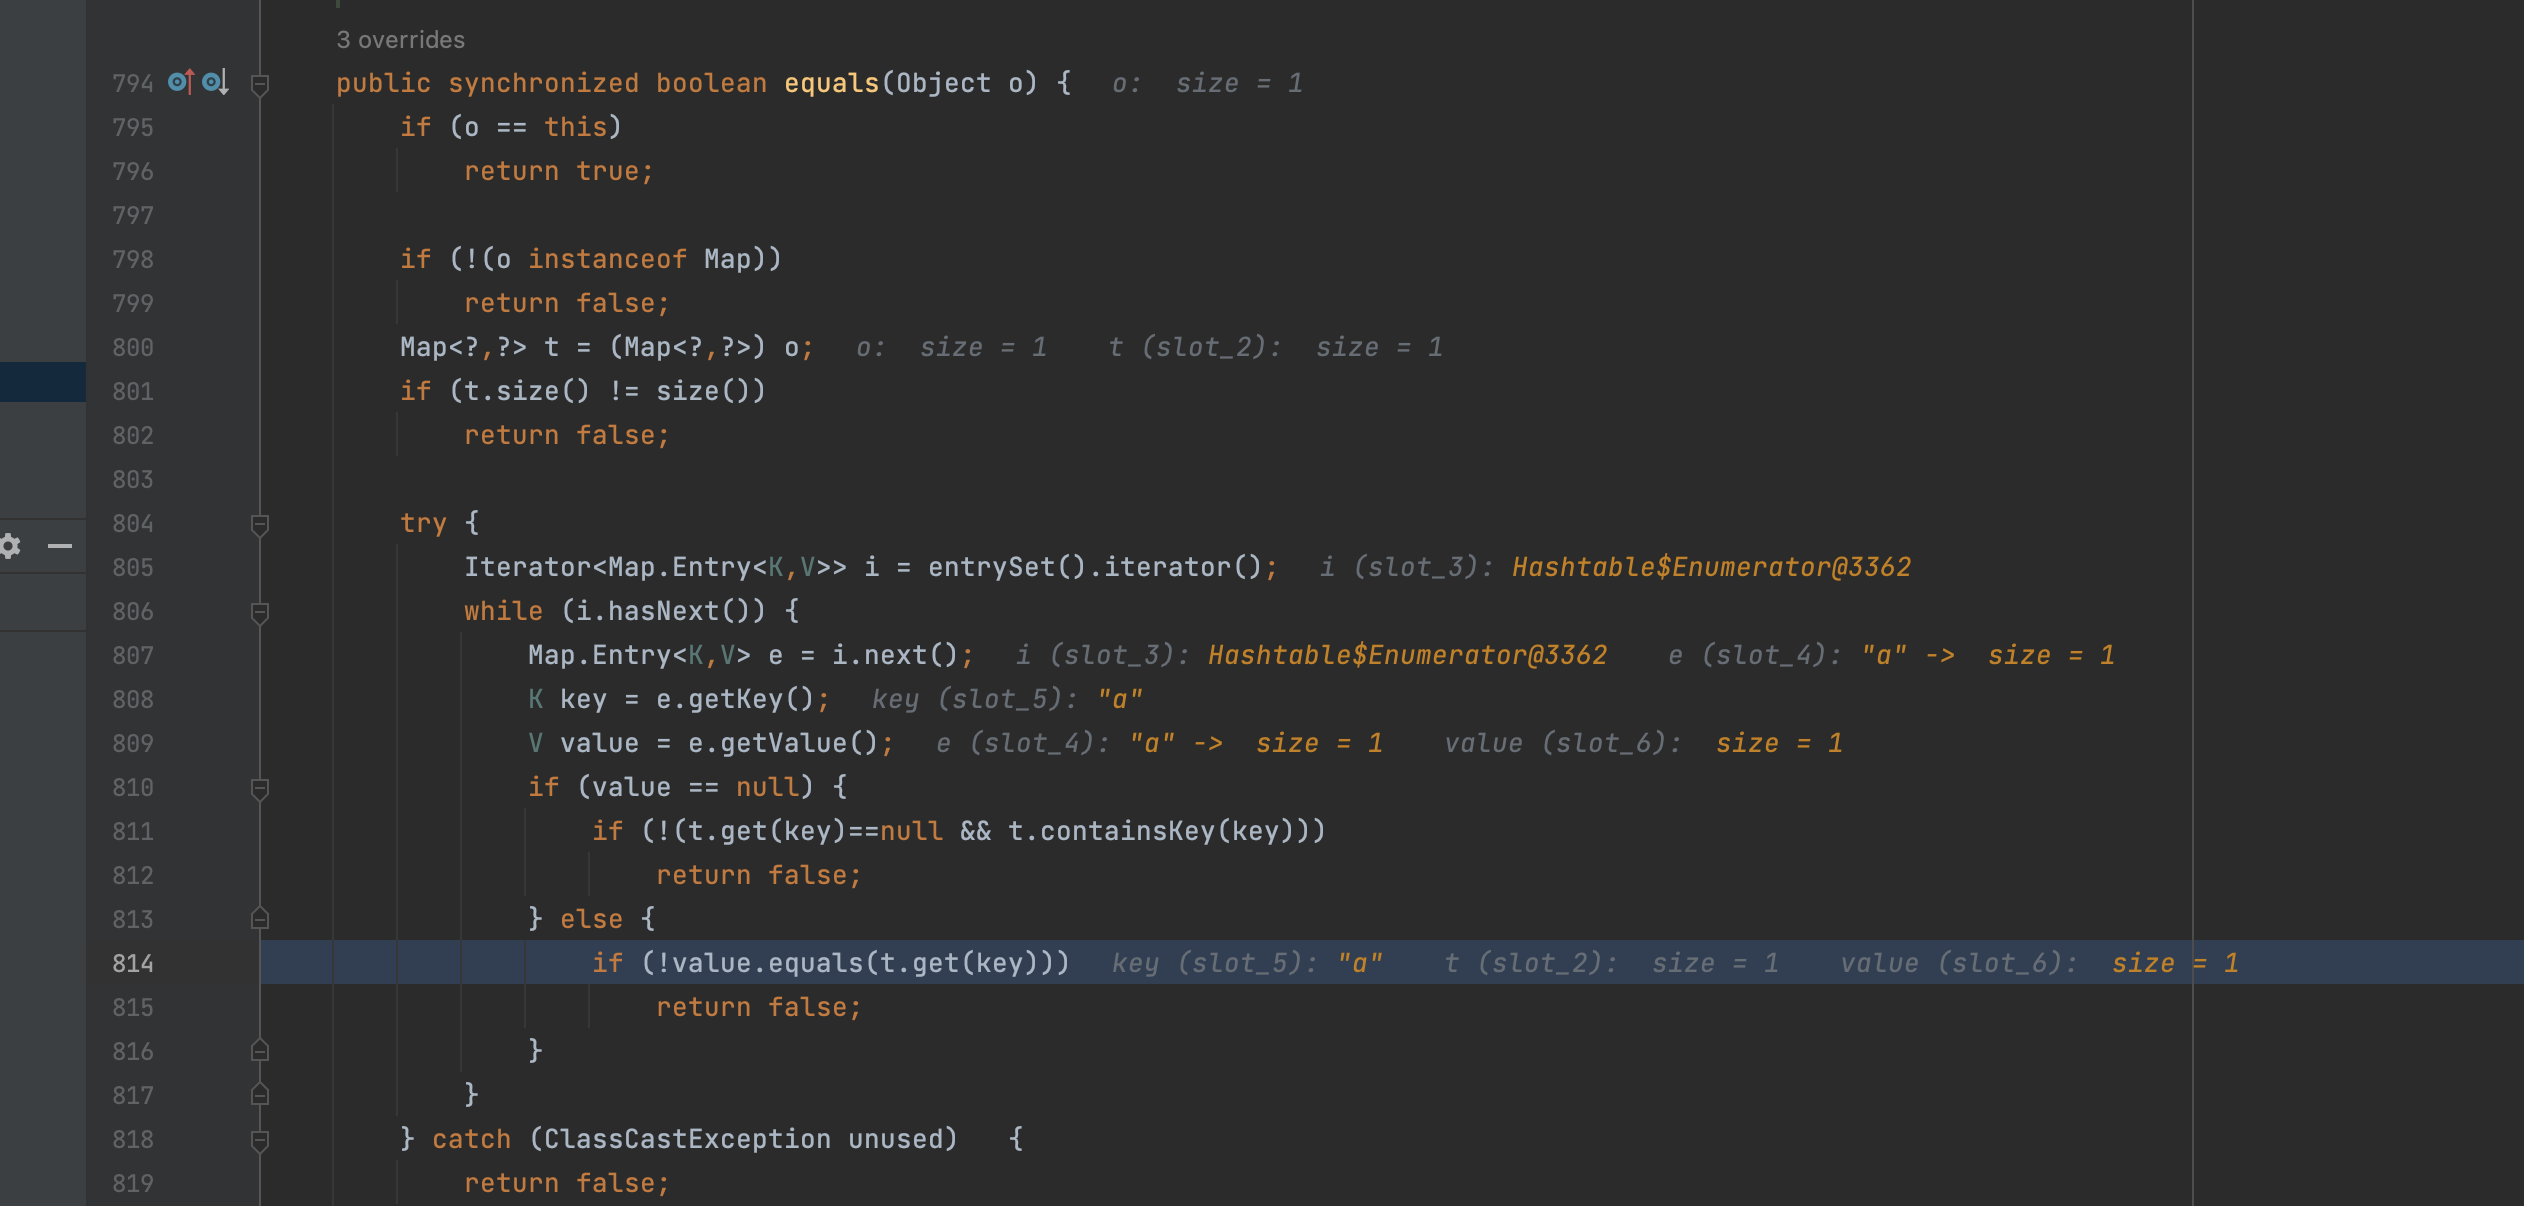 3 overrides
794 public synchronized boolean equals(Object o) { o: size = 1
795 if (o == this)
796 return true;
797
798 if (!(o instanceof Map))
799 return false;
800 Map<?,?> t = (Map<?,?>) o; o: size = 1 t (slot_2): size = 1
801 if (t.size() != size())
802 return false;
803
804 try {
805 Iterator<Map.Entry<K,V>> i = entrySet().iterator(); i (slot_3): Hashtable$Enumerator@3362
806 while (i.hasNext()) {
807 Map.Entry<K,V> e = i.next(); i (slot_3): Hashtable$Enumerator@3362 e (slot_4): "a" -> size = 1
808 K key = e.getKey(); key (slot_5): "a"
809 V value = e.getValue(); e (slot_4): "a" -> size = 1 value (slot_6): size = 1
810 if (value == null) {
811 if (!(t.get(key)==null && t.containsKey(key)))
812 return false;
813 } else {
814 if (!value.equals(t.get(key))) key (slot_5): "a" t (slot_2): size = 1 value (slot_6): size = 1
815 return false;
816 }
817 }
818 } catch (ClassCastException unused) {
819 return false;